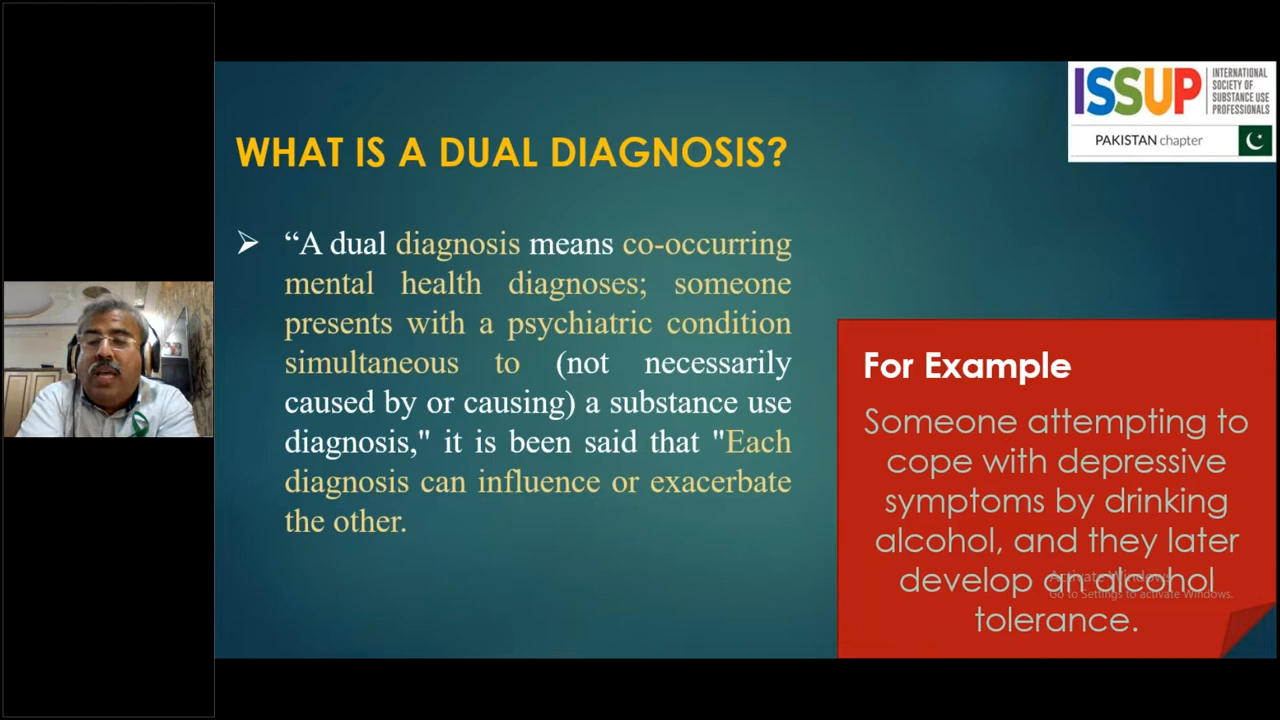 ISSUP
INTERNATIONAL
SOCIETY OF
SUBSTANCE USE
PROFESSIONALS
PAKISTAN chapter
WHAT IS A DUAL DIAGNOSIS?
“A dual diagnosis means co-occurring
mental health diagnoses; someone
presents with a psychiatric condition
simultaneous to (not necessarily
caused by or causing) a substance use
diagnosis," it is been said that "Each
diagnosis can influence or exacerbate
the other.
For Example
Someone attempting to
cope with depressive
symptoms by drinking
alcohol, and they later
develop an alcohol
tolerance.
Activate Windows
Go to Settings to activate Windows.